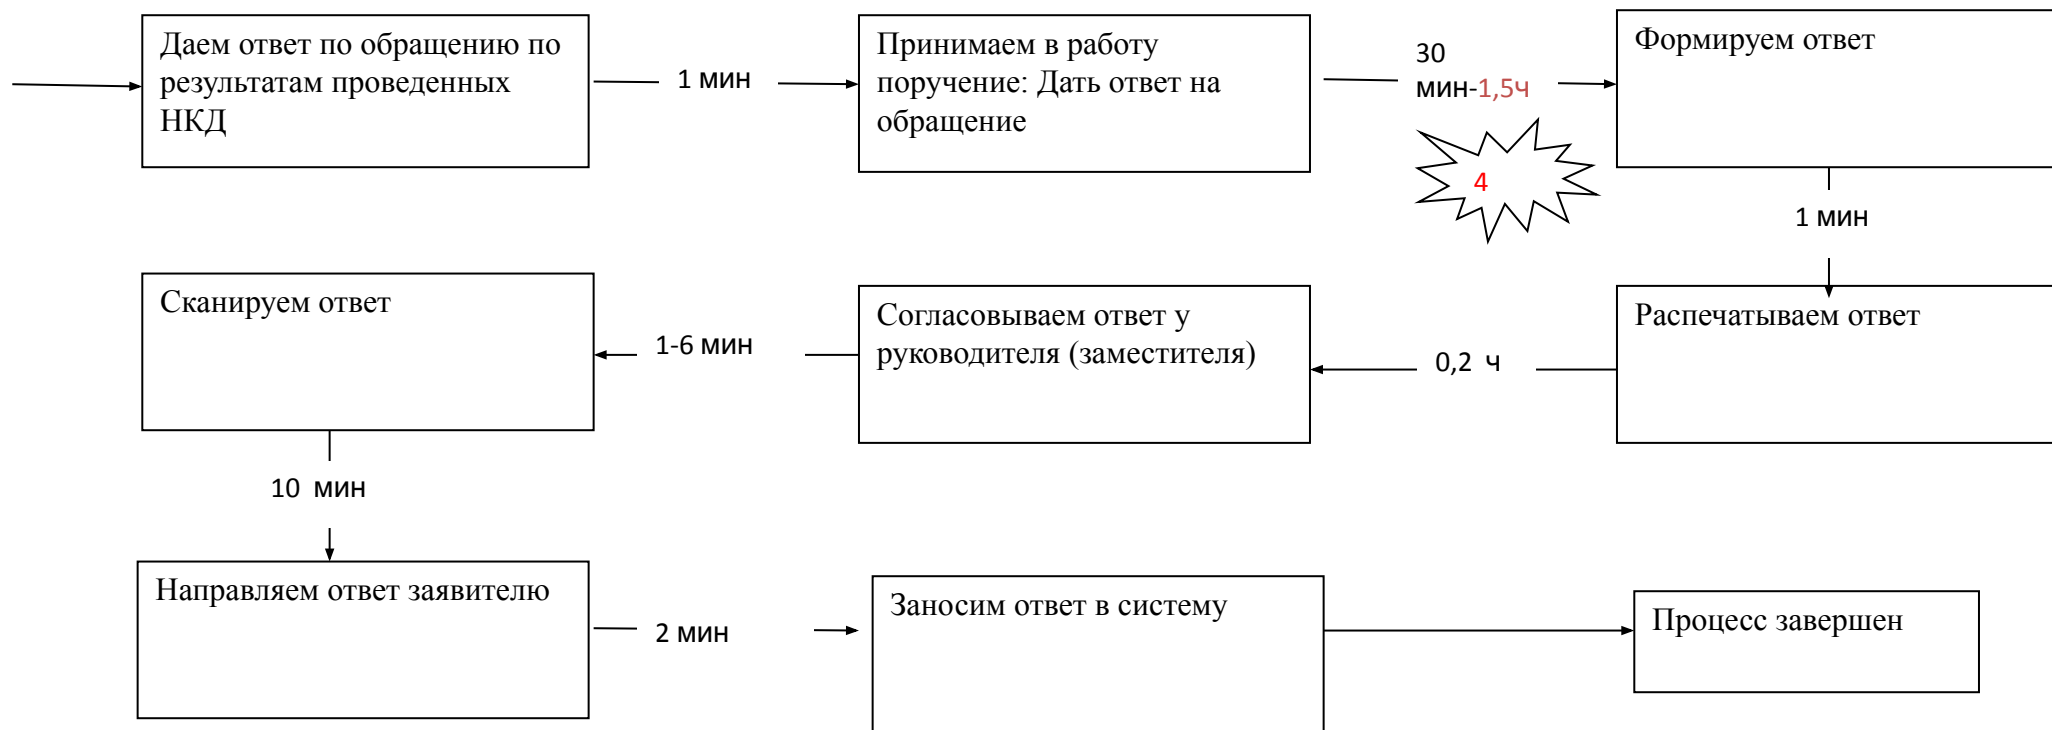 Даем ответ по обращению по
результатам проведенных
НКД
1 мин
Принимаем в работу
поручение: Дать ответ на
обращение
30
мин-1,5ч
4
Формируем ответ
1 мин
Распечатываем ответ
0,2 ч
Согласовываем ответ у
руководителя (заместителя)
1-6 мин
Сканируем ответ
10 мин
Направляем ответ заявителю
2 мин
Заносим ответ в систему
Процесс завершен